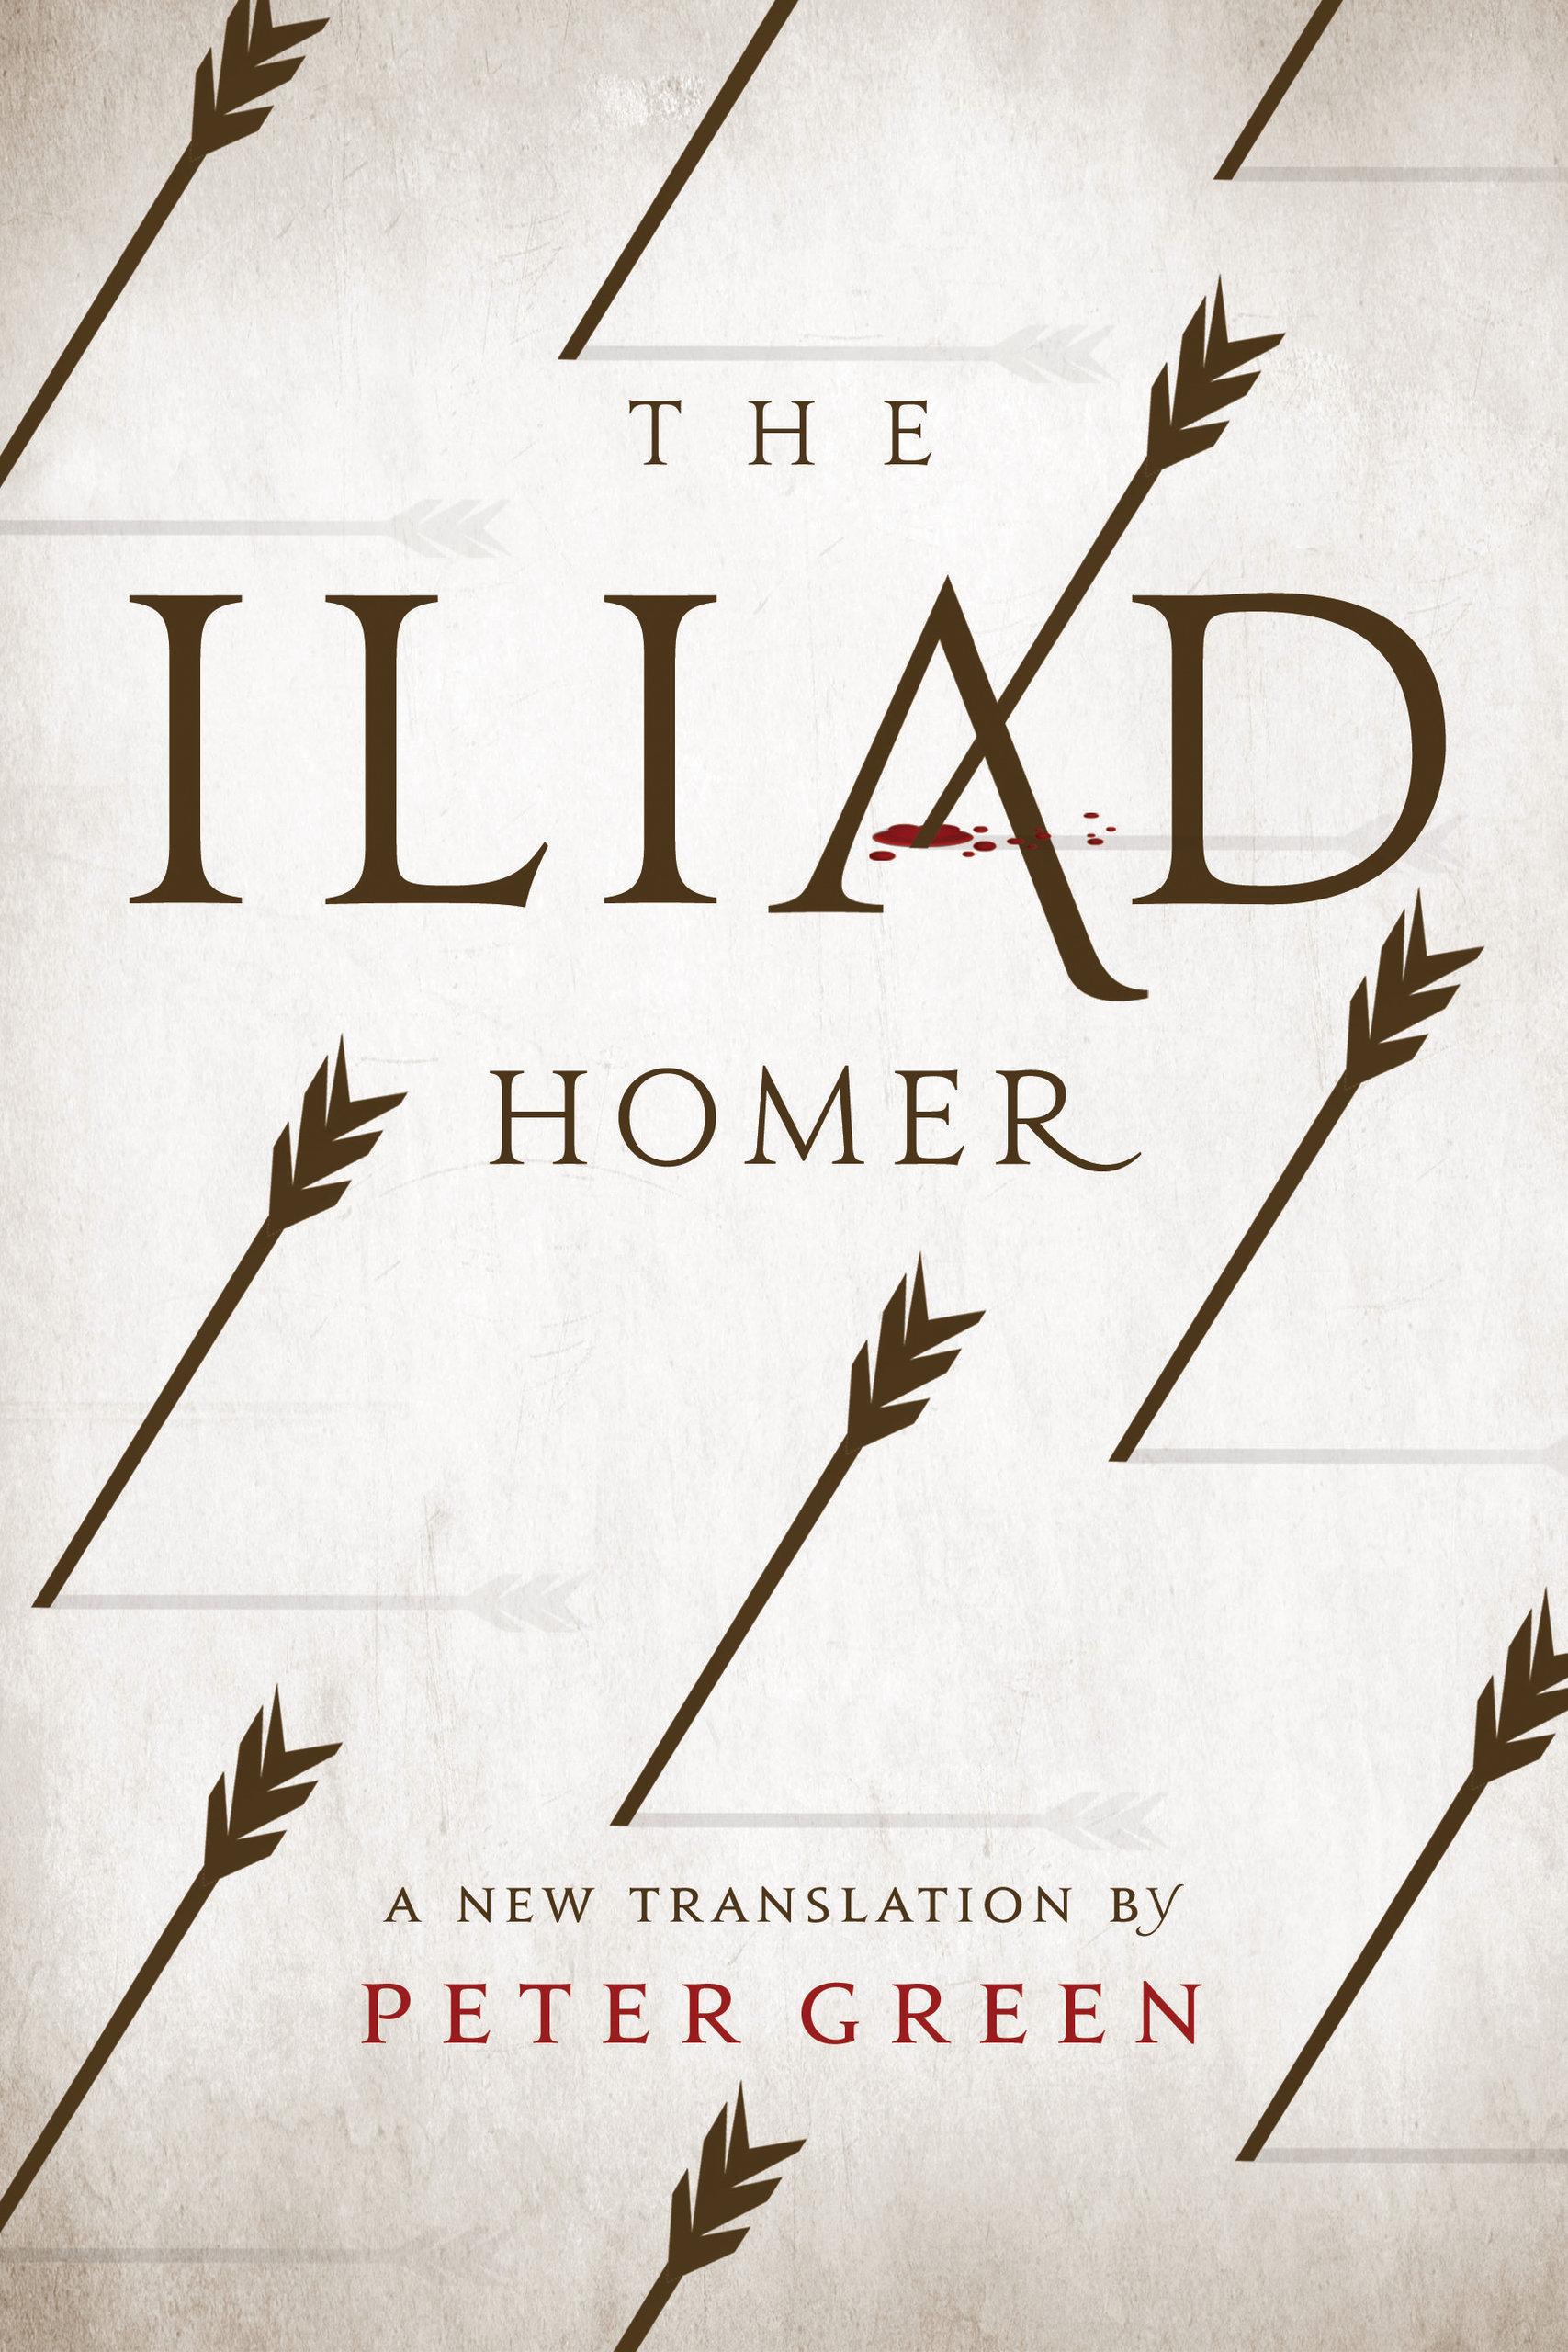 THE
ILIAD
HOMER
A NEW TRANSLATION BY
PETER GREEN